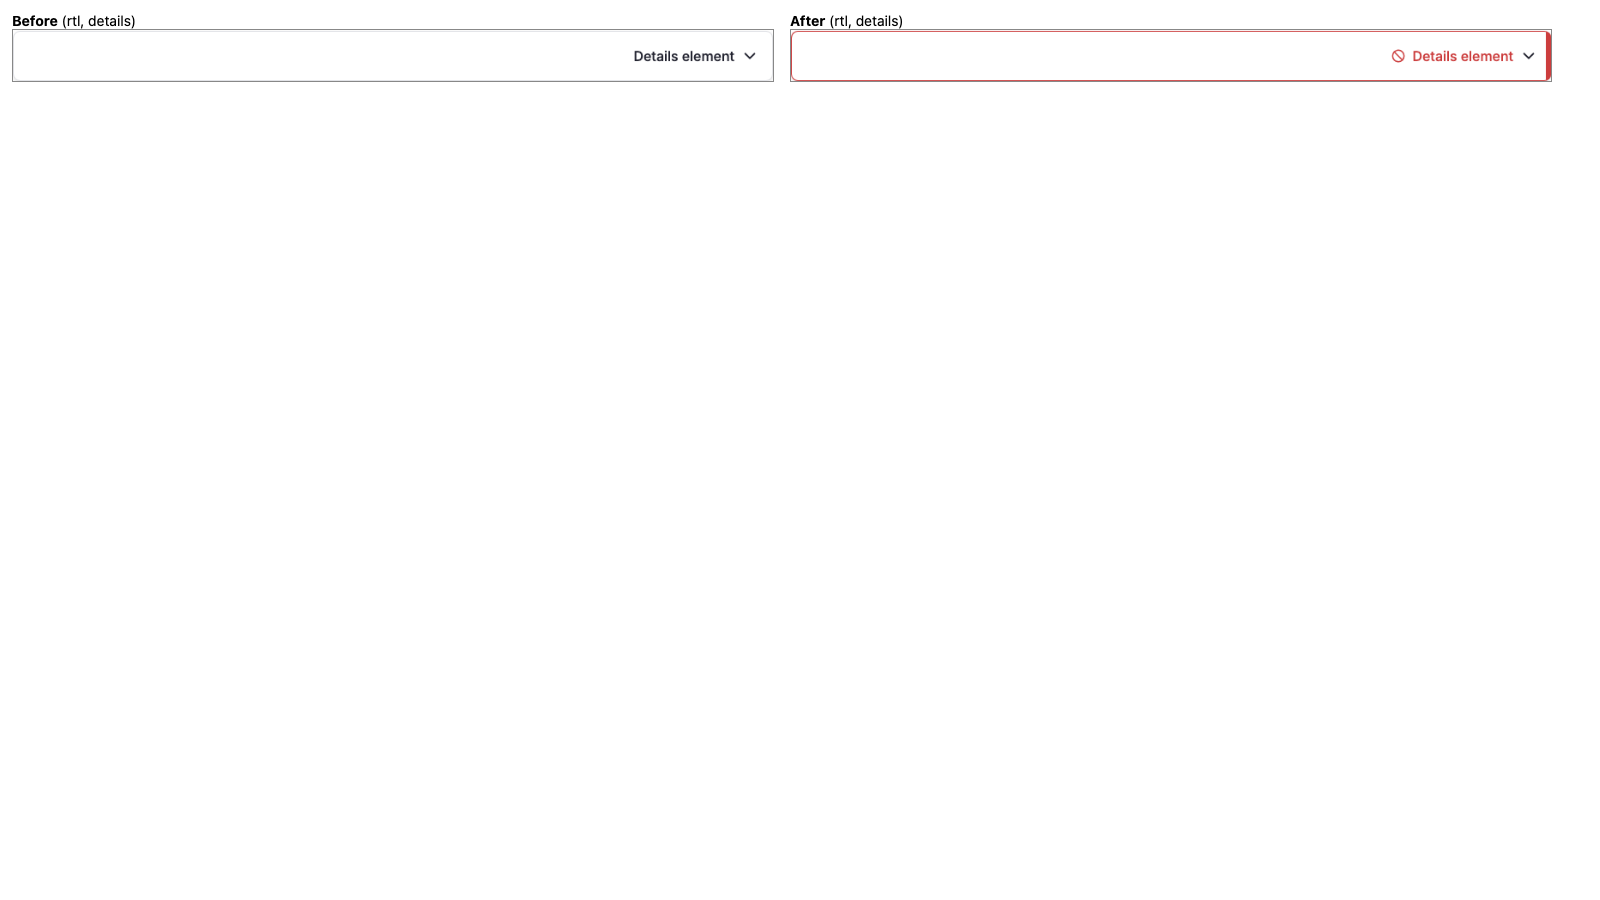 Before (rtl, details)
Details element
After (rtl, details)
Details element